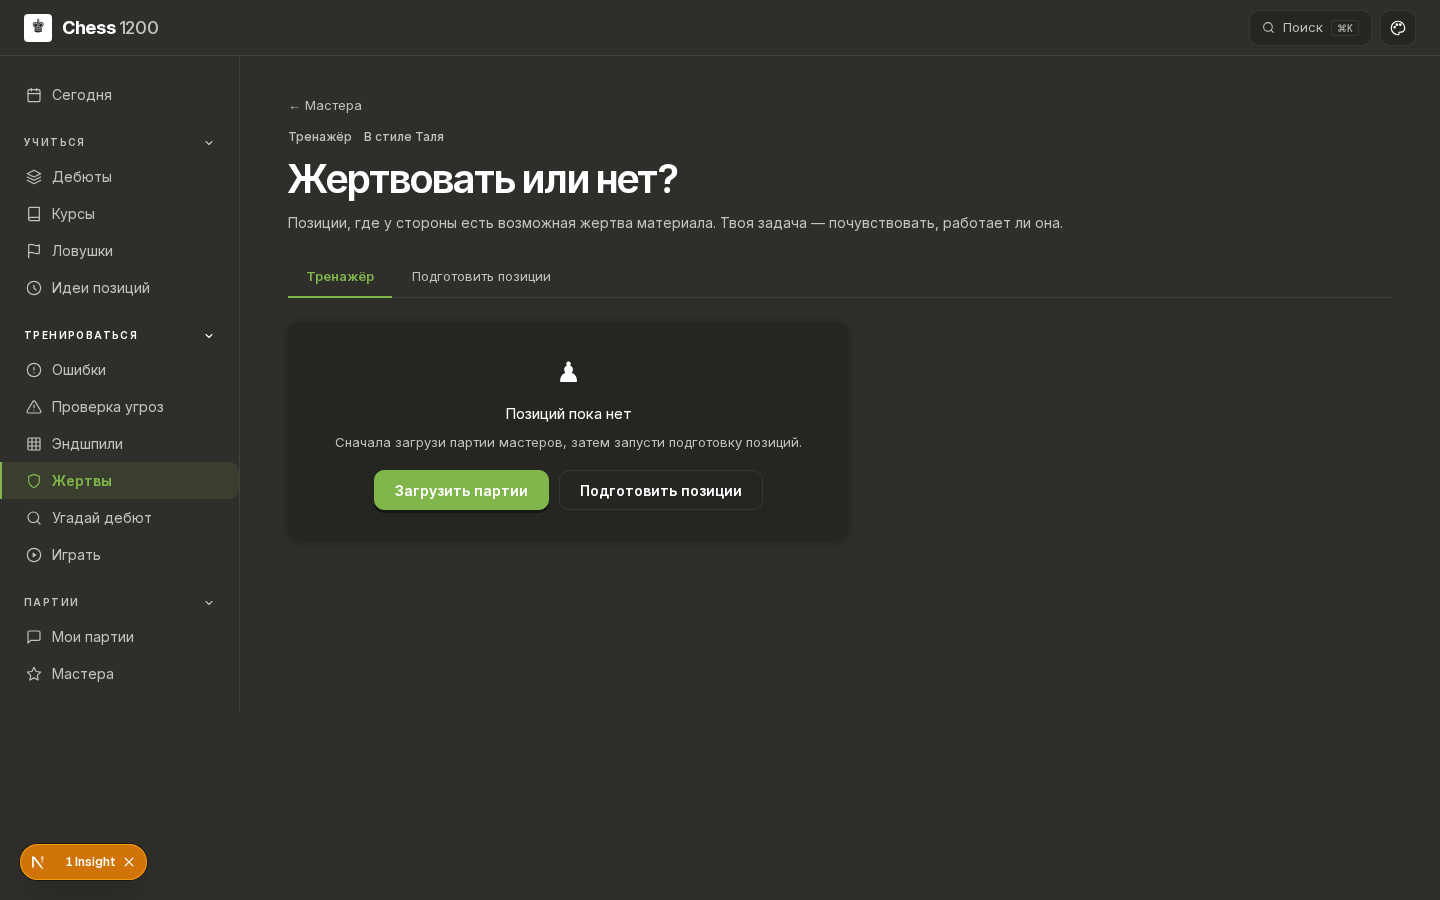 Chess 1200
Поиск ⌘K
Сегодня
УЧИТЬСЯ
Дебюты
Курсы
Ловушки
Идеи позиций
ТРЕНИРОВАТЬСЯ
Ошибки
Проверка угроз
Эндшпили
Жертвы
Угадай дебют
Играть
ПАРТИИ
Мои партии
Мастера
← Мастера
Тренажёр В стиле Таля
Жертвовать или нет?
Позиции, где у стороны есть возможная жертва материала. Твоя задача — почувствовать, работает ли она.
Тренажёр Подготовить позиции
Позиций пока нет
Сначала загрузи партии мастеров, затем запусти подготовку позиций.
Загрузить партии Подготовить позиции
1 Insight